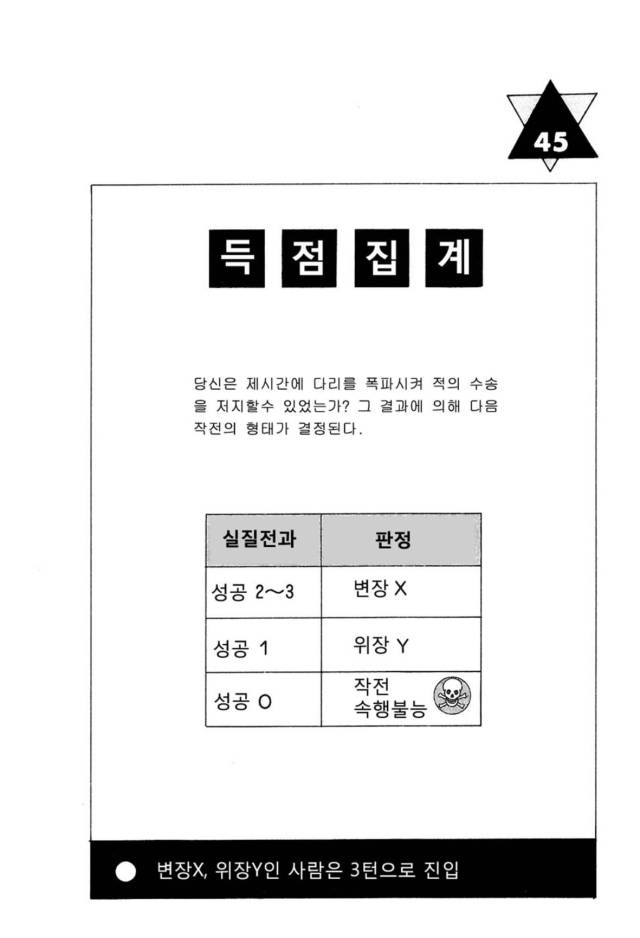 45
득점집계
당신은 제시간에 다리를 폭파시켜 적의 수송
을 저지할수 있었는가? 그 결과에 의해 다음
작전의 형태가 결정된다.
실질전과 판정
성공 2～3 변장 X
성공 1 위장 Y
성공 0 작전
속행불능
변장X, 위장Y인 사람은 3턴으로 진입